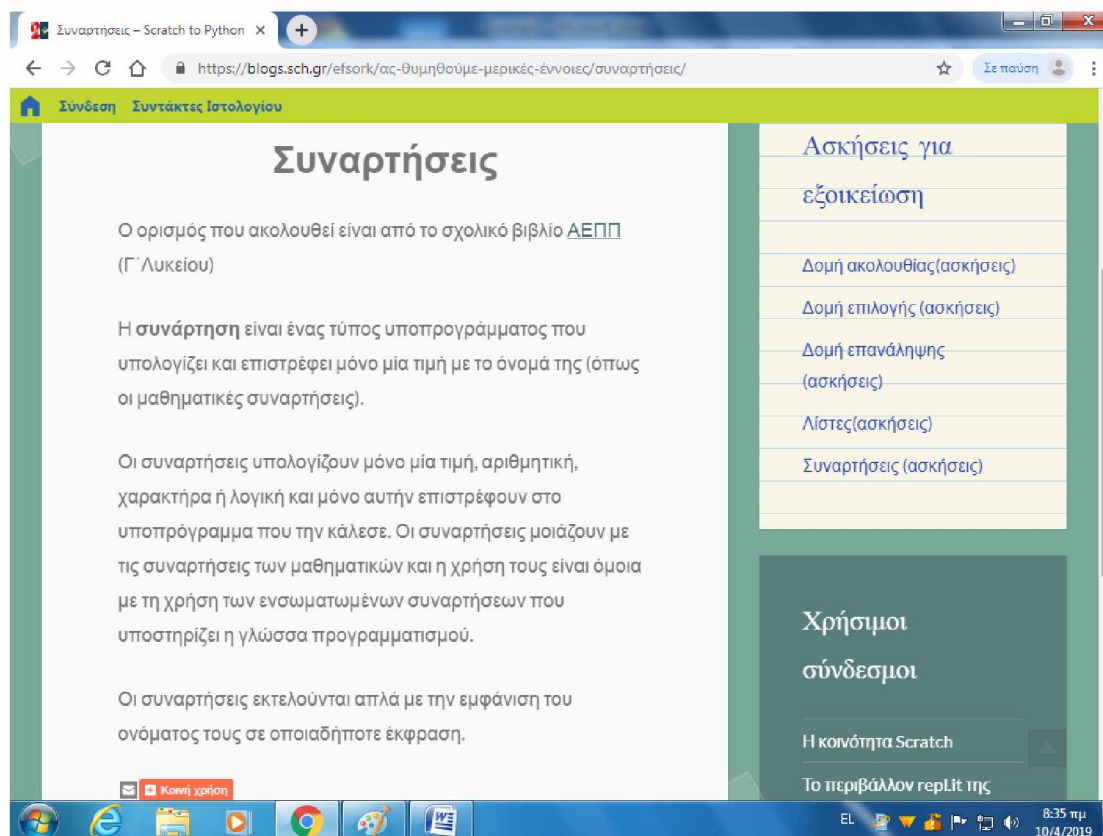 Συναρτήσεις – Scratch to Python
https://blogs.sch.gr/efsork/ας-θυμηθούμε-μερικές-έννοιες/συναρτήσεις/
Σε παύση
Σύνδεση Συντάκτες Ιστολογίου
Συναρτήσεις
Ο ορισμός που ακολουθεί είναι από το σχολικό βιβλίο ΑΕΠΠ
(Γ΄Λυκείου)
Η συνάρτηση είναι ένας τύπος υποπρογράμματος που
υπολογίζει και επιστρέφει μόνο μία τιμή με το όνομά της (όπως
οι μαθηματικές συναρτήσεις).
Οι συναρτήσεις υπολογίζουν μόνο μία τιμή, αριθμητική,
χαρακτήρα ή λογική και μόνο αυτήν επιστρέφουν στο
υποπρόγραμμα που την κάλεσε. Οι συναρτήσεις μοιάζουν με
τις συναρτήσεις των μαθηματικών και η χρήση τους είναι όμοια
με τη χρήση των ενσωματωμένων συναρτήσεων που
υποστηρίζει η γλώσσα προγραμματισμού.
Οι συναρτήσεις εκτελούνται απλά με την εμφάνιση του
ονόματος τους σε οποιαδήποτε έκφραση.
Κοινή χρήση
Ασκήσεις για
εξοικείωση
Δομή ακολουθίας(ασκήσεις)
Δομή επιλογής (ασκήσεις)
Δομή επανάληψης
(ασκήσεις)
Λίστες(ασκήσεις)
Συναρτήσεις (ασκήσεις)
Χρήσιμοι
σύνδεσμοι
Η κοινότητα Scratch
Το περιβάλλον repl.it της
EL
8:35 πμ
10/4/2019